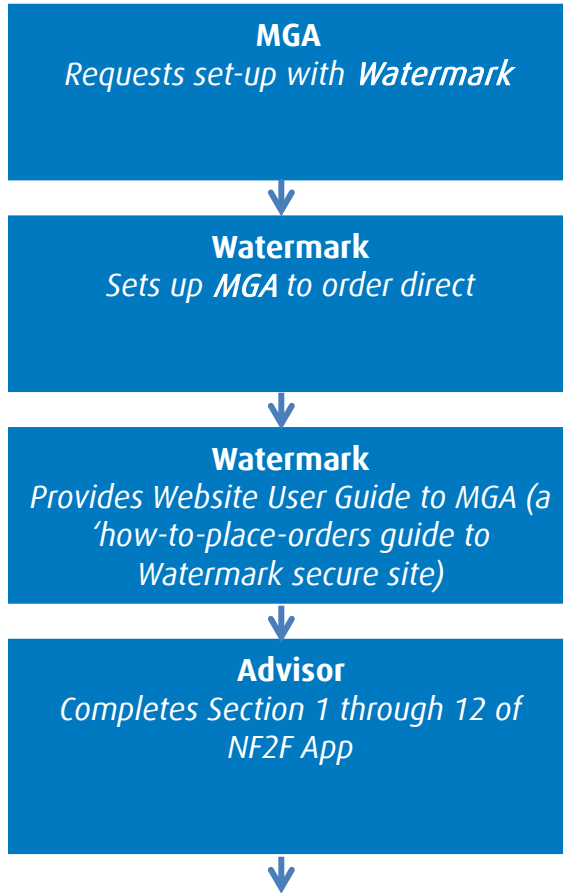 MGA
Requests set-up with Watermark
Watermark
Sets up MGA to order direct
Watermark
Provides Website User Guide to MGA (a
‘how-to-place-orders guide to
Watermark secure site)
Advisor
Completes Section 1 through 12 of
NF2F App